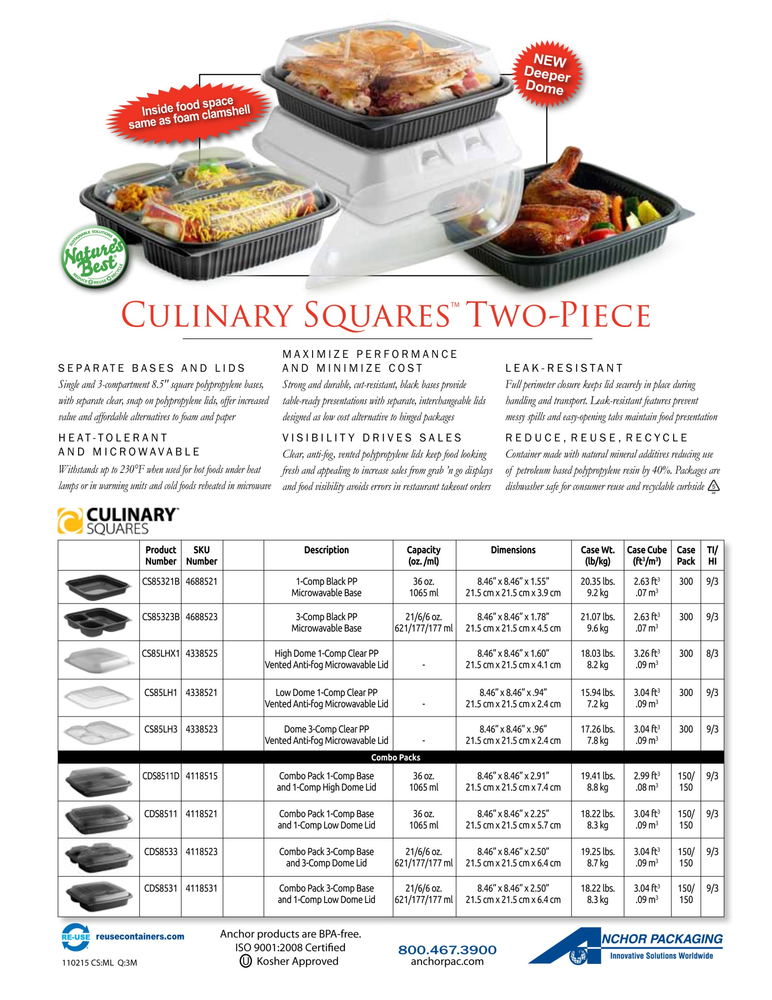 NEW
Deeper
Dome
Inside food space
same as foam clamshell
SUSTAINABLE SOLUTIONS
Nature's
Best®
REDUCE REUSE RECYCLE
CULINARY SQUARES™ TWO-PIECE
SEPARATE BASES AND LIDS
Single and 3-compartment 8.5" square polypropylene bases,
with separate clear, snap on polypropylene lids, offer increased
value and affordable alternatives to foam and paper
HEAT-TOLERANT
AND MICROWAVABLE
Withstands up to 230°F when used for hot foods under heat
lamps or in warming units and cold foods reheated in microwave
MAXIMIZE PERFORMANCE
AND MINIMIZE COST
Strong and durable, cut-resistant, black bases provide
table-ready presentations with separate, interchangeable lids
designed as low cost alternative to hinged packages
VISIBILITY DRIVES SALES
Clear, anti-fog, vented polypropylene lids keep food looking
fresh and appealing to increase sales from grab 'n go displays
and food visibility avoids errors in restaurant takeout orders
LEAK-RESISTANT
Full perimeter closure keeps lid securely in place during
handling and transport. Leak-resistant features prevent
messy spills and easy-opening tabs maintain food presentation
REDUCE, REUSE, RECYCLE
Container made with natural mineral additives reducing use
of petroleum based polypropylene resin by 40%. Packages are
dishwasher safe for consumer reuse and recyclable curbside 5
PP
CULINARY™
SQUARES
Product Number SKU Number Description Capacity (oz. /ml) Dimensions Case Wt. (lb/kg) Case Cube (ft³/m³) Case Pack TI/ HI
CS85321B 4688521 1-Comp Black PP 36 oz. 8.46" x 8.46" x 1.55" 20.35 lbs. 2.63 ft³ 300 9/3
Microwavable Base 1065 ml 21.5 cm x 21.5 cm x 3.9 cm 9.2 kg .07 m³
CS85323B 4688523 3-Comp Black PP 21/6/6 oz. 8.46" x 8.46" x 1.78" 21.07 lbs. 2.63 ft³ 300 9/3
Microwavable Base 621/177/177 ml 21.5 cm x 21.5 cm x 4.5 cm 9.6 kg .07 m³
CS85LHX1 4338525 High Dome 1-Comp Clear PP 8.46" x 8.46" x 1.60" 18.03 lbs. 3.26 ft³ 300 8/3
Vented Anti-fog Microwavable Lid - 21.5 cm x 21.5 cm x 4.1 cm 8.2 kg .09 m³
CS85LH1 4338521 Low Dome 1-Comp Clear PP 8.46" x 8.46" x .94" 15.94 lbs. 3.04 ft³ 300 9/3
Vented Anti-fog Microwavable Lid - 21.5 cm x 21.5 cm x 2.4 cm 7.2 kg .09 m³
CS85LH3 4338523 Dome 3-Comp Clear PP 8.46" x 8.46" x .96" 17.26 lbs. 3.04 ft³ 300 9/3
Vented Anti-fog Microwavable Lid - 21.5 cm x 21.5 cm x 2.4 cm 7.8 kg .09 m³
Combo Packs
CDS8511D 4118515 Combo Pack 1-Comp Base 36 oz. 8.46" x 8.46" x 2.91" 19.41 lbs. 2.99 ft³ 150/ 9/3
and 1-Comp High Dome Lid 1065 ml 21.5 cm x 21.5 cm x 7.4 cm 8.8 kg .08 m³ 150
CDS8511 4118521 Combo Pack 1-Comp Base 36 oz. 8.46" x 8.46" x 2.25" 18.22 lbs. 3.04 ft³ 150/ 9/3
and 1-Comp Low Dome Lid 1065 ml 21.5 cm x 21.5 cm x 5.7 cm 8.3 kg .09 m³ 150
CDS8533 4118523 Combo Pack 3-Comp Base 21/6/6 oz. 8.46" x 8.46" x 2.50" 19.25 lbs. 3.04 ft³ 150/ 9/3
and 3-Comp Dome Lid 621/177/177 ml 21.5 cm x 21.5 cm x 6.4 cm 8.7 kg .09 m³ 150
CDS8531 4118531 Combo Pack 3-Comp Base 21/6/6 oz. 8.46" x 8.46" x 2.50" 18.22 lbs. 3.04 ft³ 150/ 9/3
and 1-Comp Low Dome Lid 621/177/177 ml 21.5 cm x 21.5 cm x 6.4 cm 8.3 kg .09 m³ 150
RE-USE reusecontainers.com
110215 CS:ML Q:3M
Anchor products are BPA-free.
ISO 9001:2008 Certified
U Kosher Approved
800.467.3900
anchorpac.com
ANCHOR PACKAGING
Innovative Solutions Worldwide